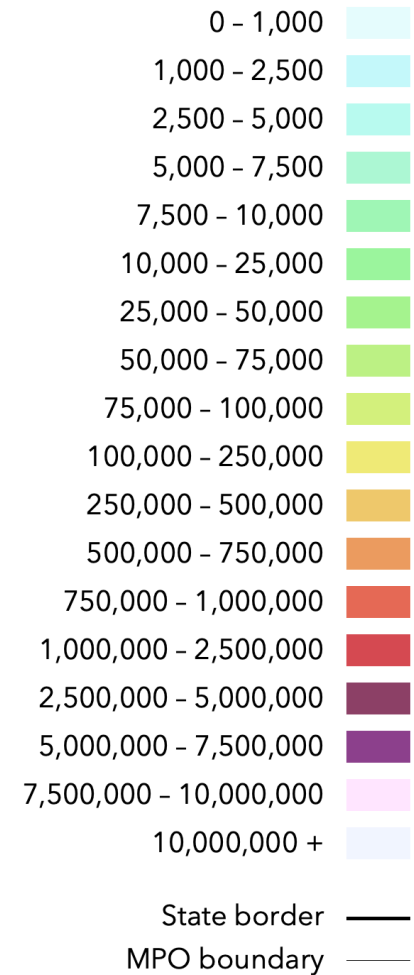 0 – 1,000
1,000 – 2,500
2,500 – 5,000
5,000 – 7,500
7,500 – 10,000
10,000 – 25,000
25,000 – 50,000
50,000 – 75,000
75,000 – 100,000
100,000 – 250,000
250,000 – 500,000
500,000 – 750,000
750,000 – 1,000,000
1,000,000 – 2,500,000
2,500,000 – 5,000,000
5,000,000 – 7,500,000
7,500,000 – 10,000,000
10,000,000 +
State border
MPO boundary